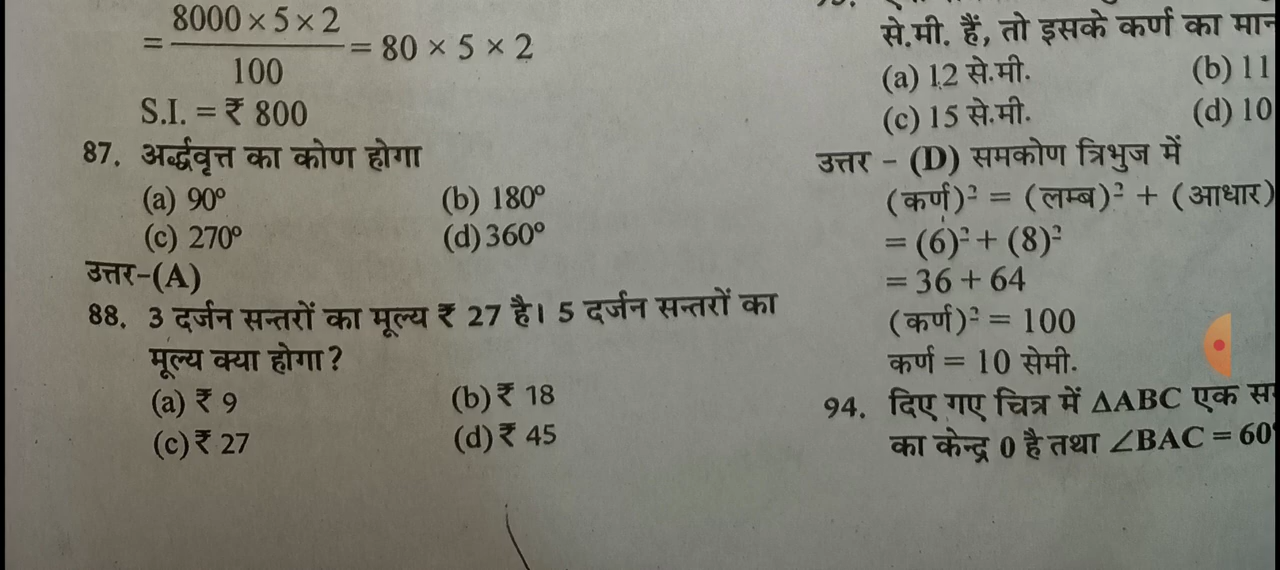 = 8000 × 5 × 2 / 100 = 80 × 5 × 2
S.I. = ₹ 800
87. अर्द्धवृत्त का कोण होगा
(a) 90° (b) 180°
(c) 270° (d) 360°
उत्तर-(A)
88. 3 दर्जन सन्तरों का मूल्य ₹ 27 है। 5 दर्जन सन्तरों का
मूल्य क्या होगा?
(a) ₹ 9 (b) ₹ 18
(c) ₹ 27 (d) ₹ 45
से.मी. हैं, तो इसके कर्ण का मान
(a) 12 से.मी. (b) 11
(c) 15 से.मी. (d) 10
उत्तर - (D) समकोण त्रिभुज में
(कर्ण)² = (लम्ब)² + (आधार)
= (6)² + (8)²
= 36 + 64
(कर्ण)² = 100
कर्ण = 10 सेमी.
94. दिए गए चित्र में ΔABC एक
का केन्द्र 0 है तथा ∠BAC = 60°